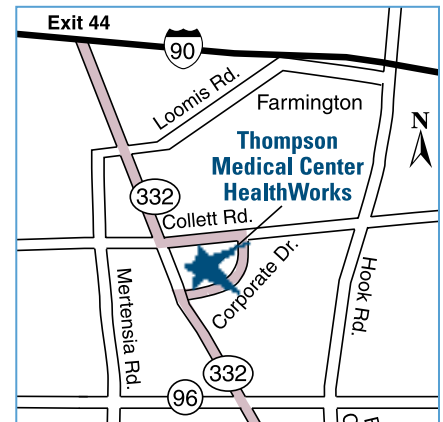 Exit 44
90
Loomis Rd.
Farmington
N
Thompson
Medical Center
HealthWorks
332
Collett Rd.
Corporate Dr.
Mertensia Rd.
Hook Rd.
332
96